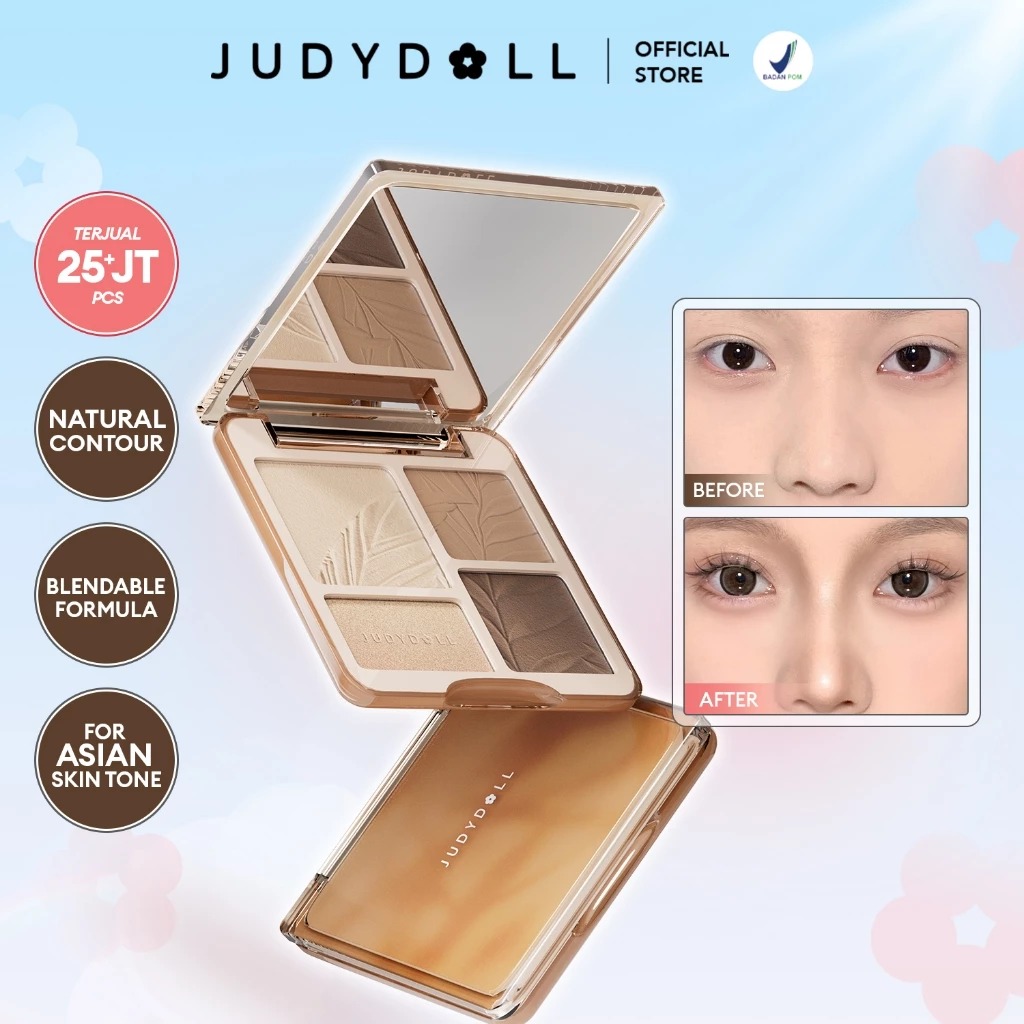 JUDYDOLL
OFFICIAL
STORE
BADAN POM
TERJUAL
25+JT
PCS
NATURAL
CONTOUR
BLENDABLE
FORMULA
FOR
ASIAN
SKIN TONE
BEFORE
AFTER
JUDYDOLL
JUDYDOLL